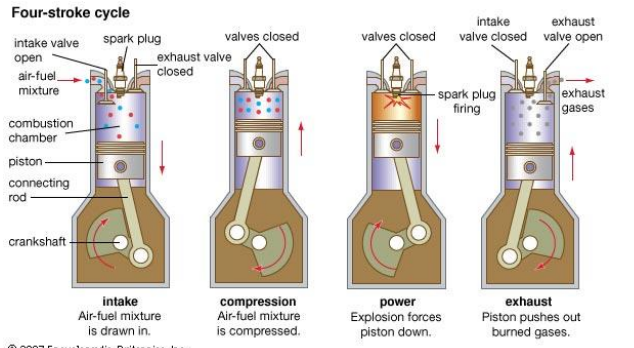 Four-stroke cycle
intake valve
open
spark plug
exhaust valve
closed
air-fuel
mixture
combustion
chamber
piston
connecting
rod
crankshaft
valves closed
valves closed
spark plug
firing
intake
valve closed
exhaust
valve open
exhaust
gases
intake
Air-fuel mixture
is drawn in.
compression
Air-fuel mixture
is compressed.
power
Explosion forces
piston down.
exhaust
Piston pushes out
burned gases.